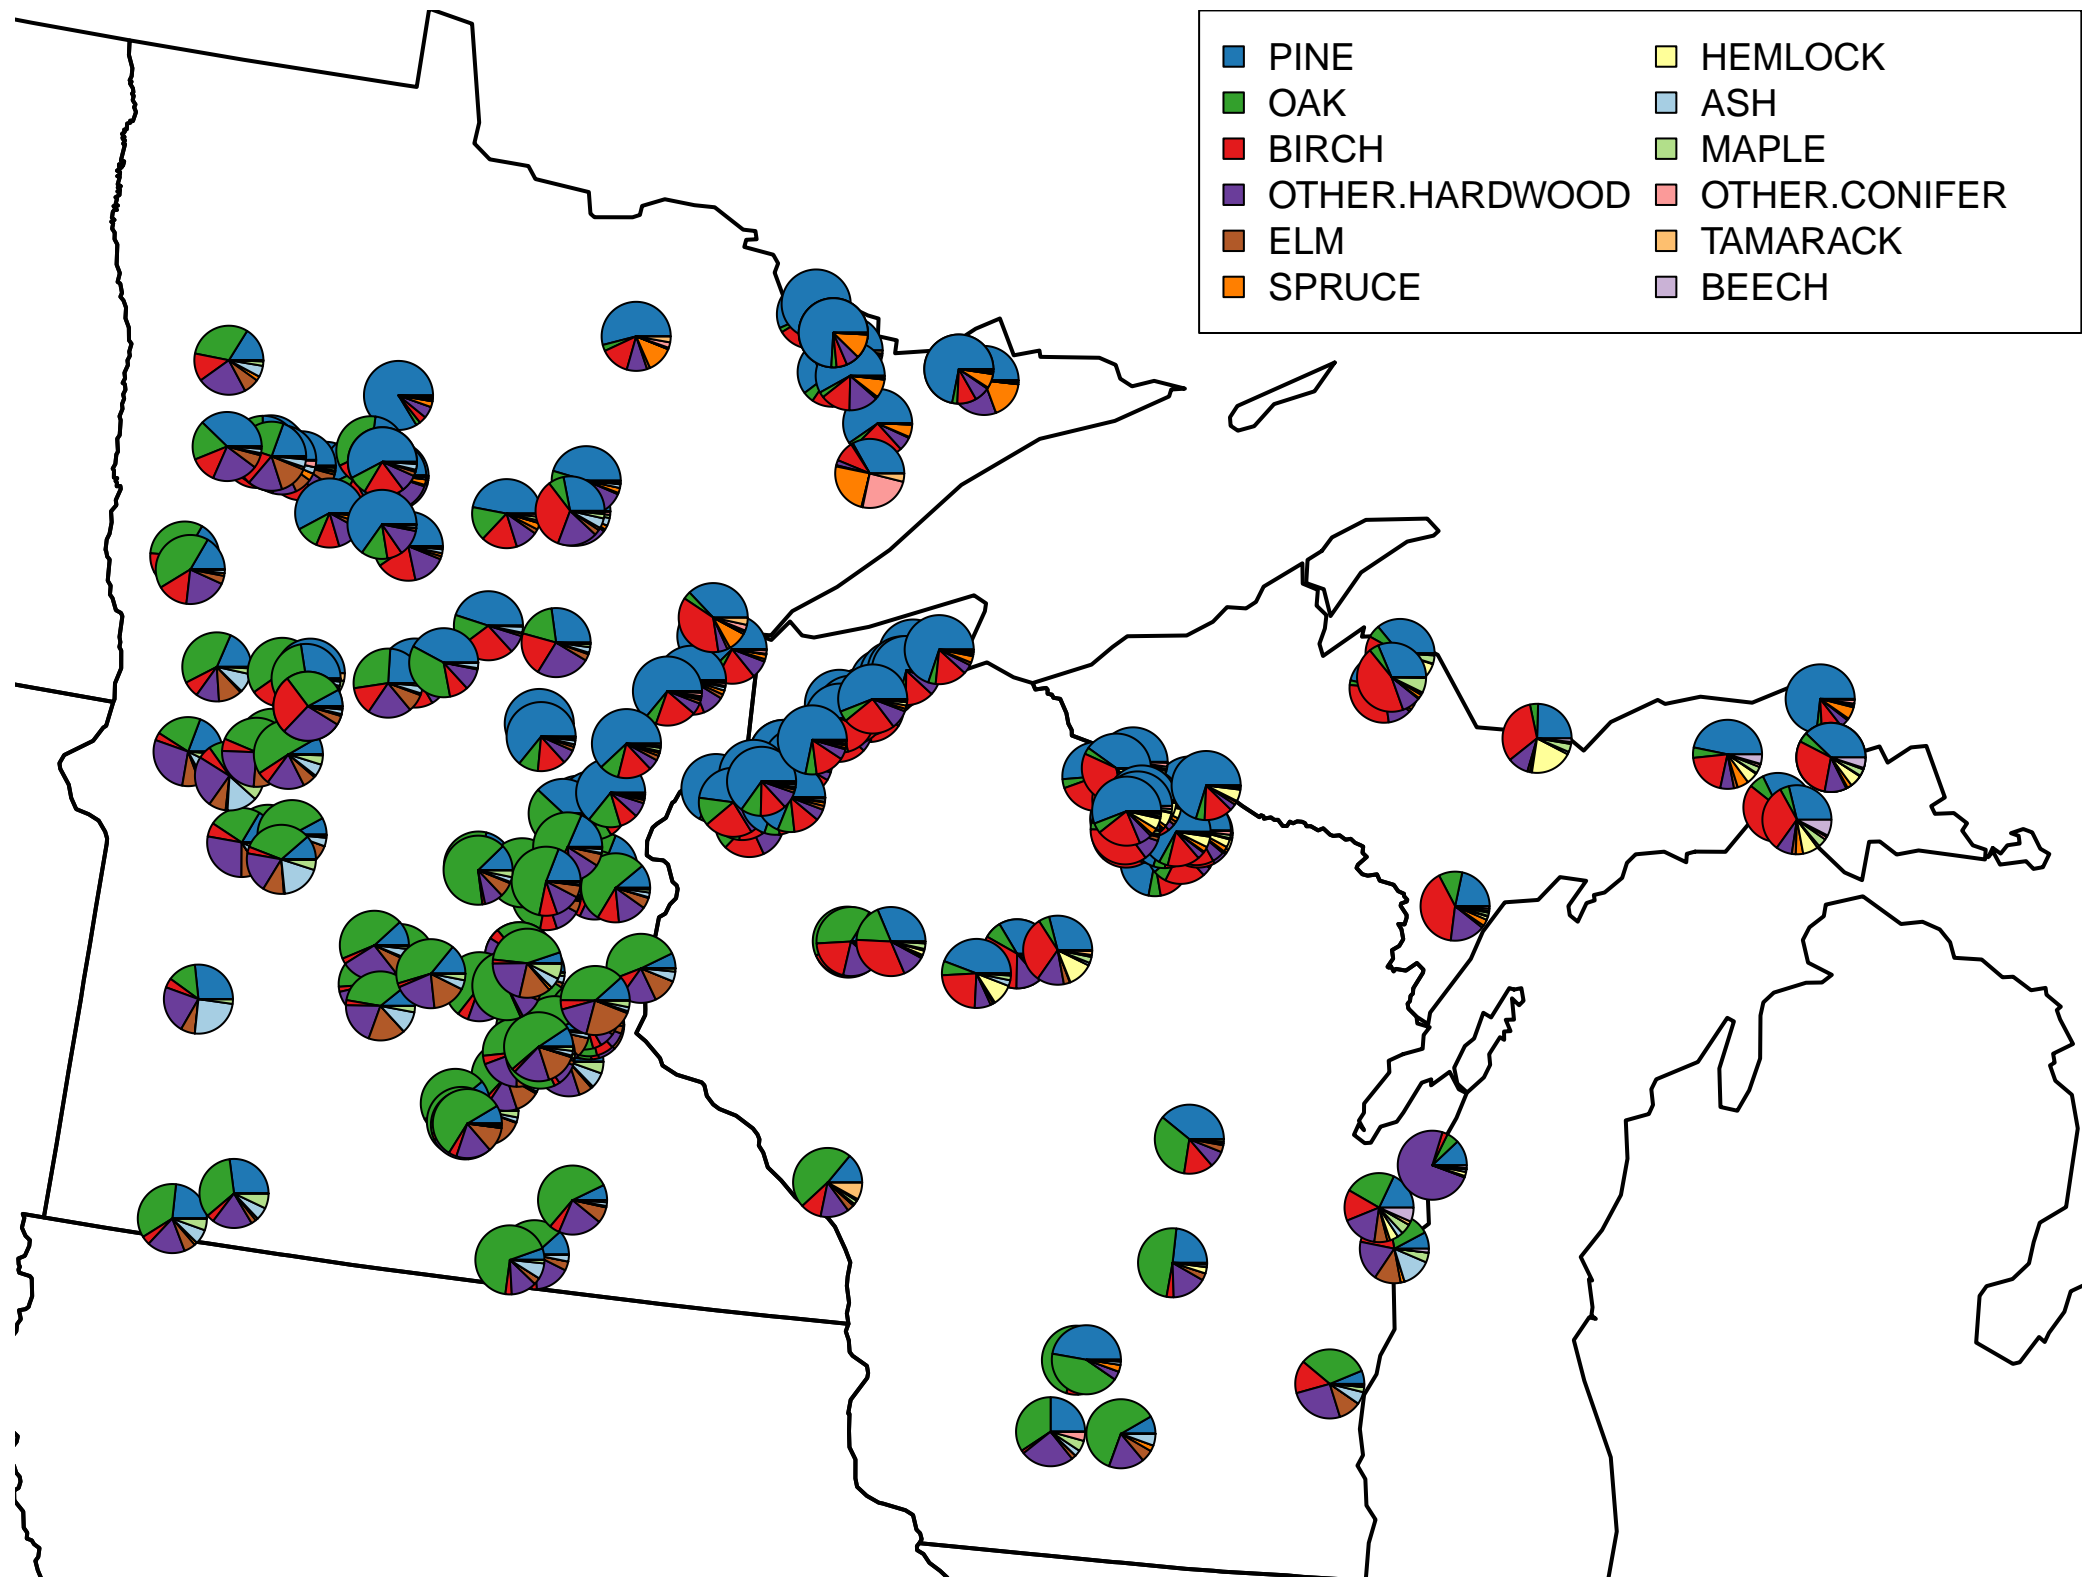 PINE
OAK
BIRCH
OTHER.HARDWOOD
ELM
SPRUCE
HEMLOCK
ASH
MAPLE
OTHER.CONIFER
TAMARACK
BEECH